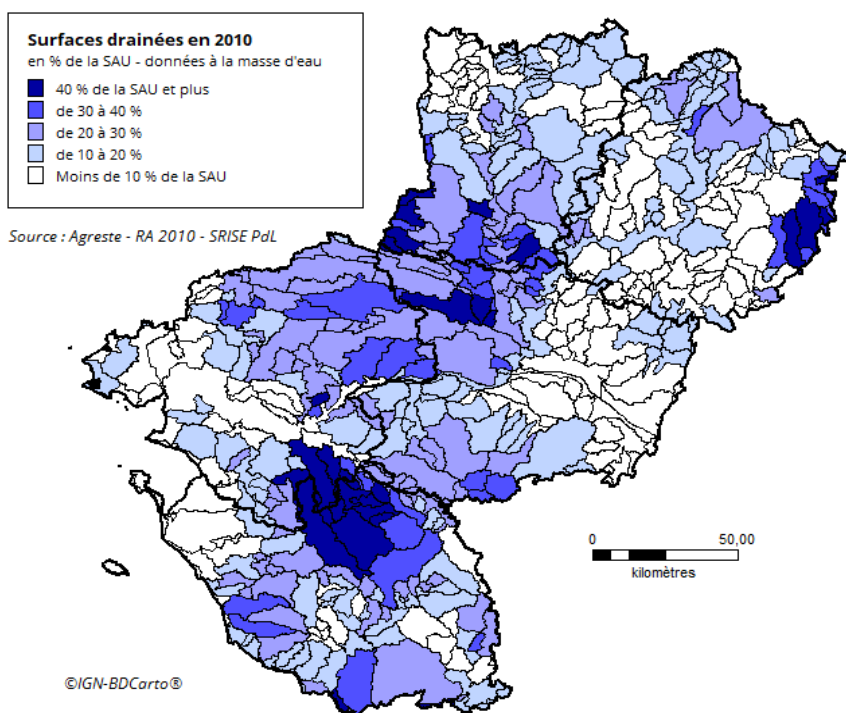 Surfaces drainées en 2010
en % de la SAU - données à la masse d'eau
40 % de la SAU et plus
de 30 à 40 %
de 20 à 30 %
de 10 à 20 %
Moins de 10 % de la SAU
Source : Agreste - RA 2010 - SRISE PdL
0 50,00
kilomètres
©IGN-BDCarto®